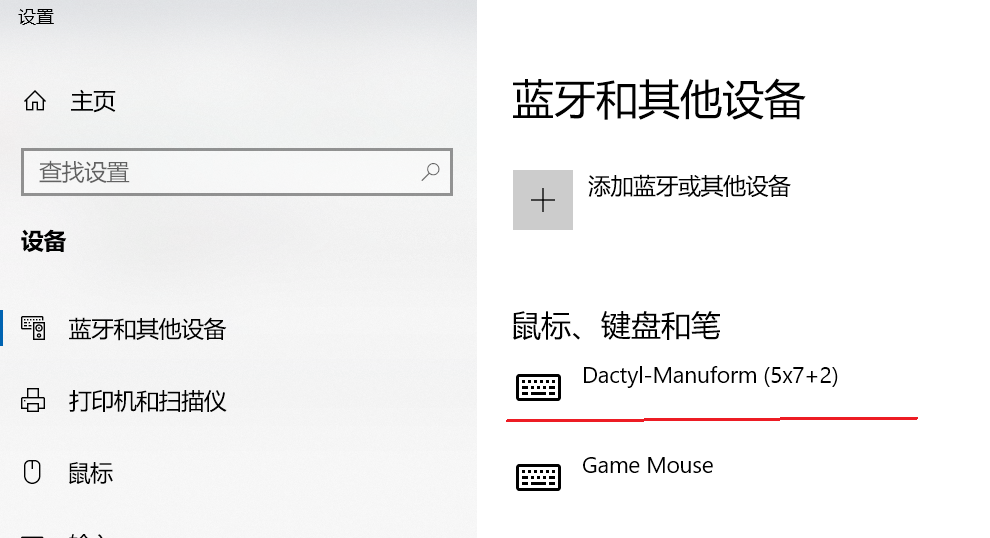 设置
主页
查找设置
设备
蓝牙和其他设备
打印机和扫描仪
鼠标
蓝牙和其他设备
添加蓝牙或其他设备
鼠标、键盘和笔
Dactyl-Manuform (5x7+2)
Game Mouse